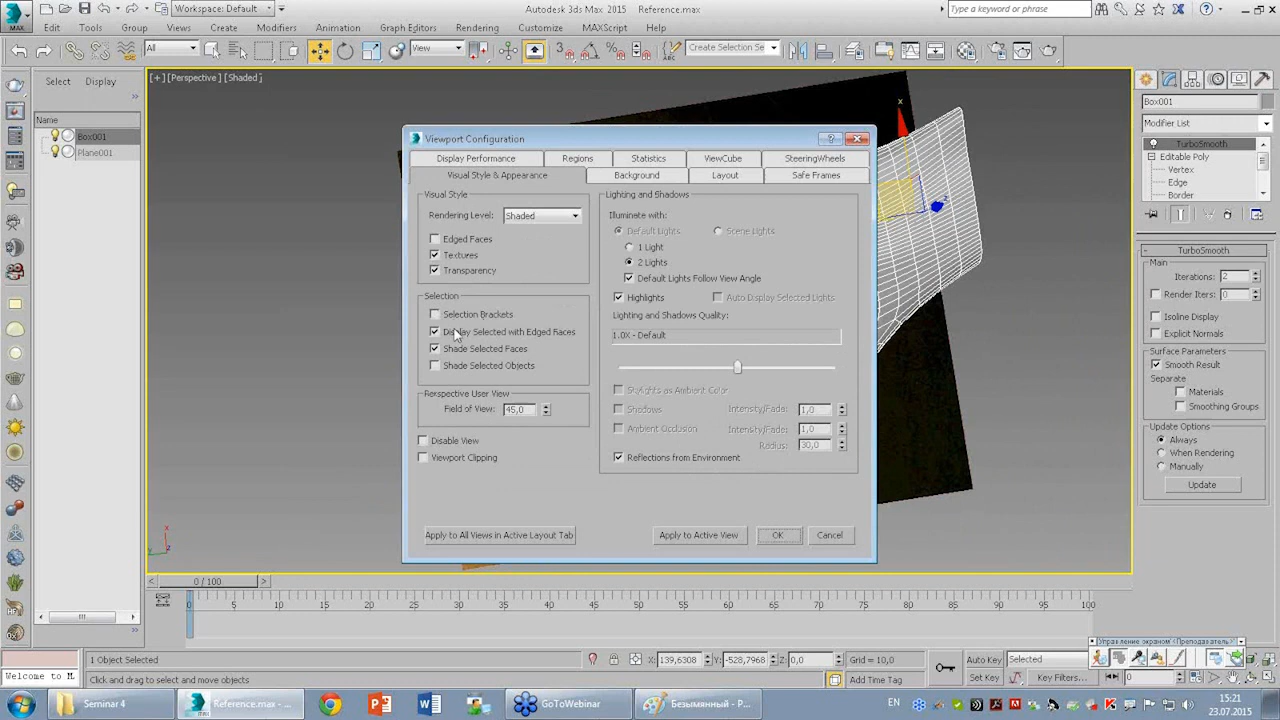 MAX
Workspace: Default
Autodesk 3ds Max 2015    Reference.max
Type a keyword or phrase
Edit Tools Group Views Create Modifiers Animation Graph Editors Rendering Customize MAXScript Help
All
View
Create Selection Se
[+] [Perspective] [Shaded]
Select Display
Name
Box001
Plane001
Viewport Configuration
Display Performance Regions Statistics ViewCube SteeringWheels
Visual Style & Appearance Background Layout Safe Frames
Visual Style
Rendering Level: Shaded
Edged Faces
Textures
Transparency
Selection
Selection Brackets
Display Selected with Edged Faces
Shade Selected Faces
Shade Selected Objects
Perspective User View
Field of View: 45,0
Disable View
Viewport Clipping
Lighting and Shadows
Illuminate with:
Default Lights Scene Lights
1 Light
2 Lights
Default Lights Follow View Angle
Highlights Auto Display Selected Lights
Lighting and Shadows Quality:
1.0X - Default
Skylights as Ambient Color
Shadows Intensity/Fade: 1,0
Ambient Occlusion Intensity/Fade: 1,0
Radius: 30,0
Reflections from Environment
Apply to All Views in Active Layout Tab Apply to Active View OK Cancel
x
Box001
Modifier List
TurboSmooth
Editable Poly
Vertex
Edge
Border
TurboSmooth
Main
Iterations: 2
Render Iters: 0
Isoline Display
Explicit Normals
Surface Parameters
Smooth Result
Separate
Materials
Smoothing Groups
Update Options
Always
When Rendering
Manually
Update
0 / 100
0 5 10 15 20 25 30 35 40 45 50 55 60 65 70 75 80 85 90 95 100
Управление экраном (Преподаватель)
1 Object Selected X: 139,6308 Y: -528,7968 Z: 0,0 Grid = 10,0 Auto Key Selected
Welcome to M Click and drag to select and move objects Add Time Tag Set Key Key Filters... 0
Seminar 4 Reference.max - ... GoToWebinar Безымянный - P...
EN 15:21
23.07.2015